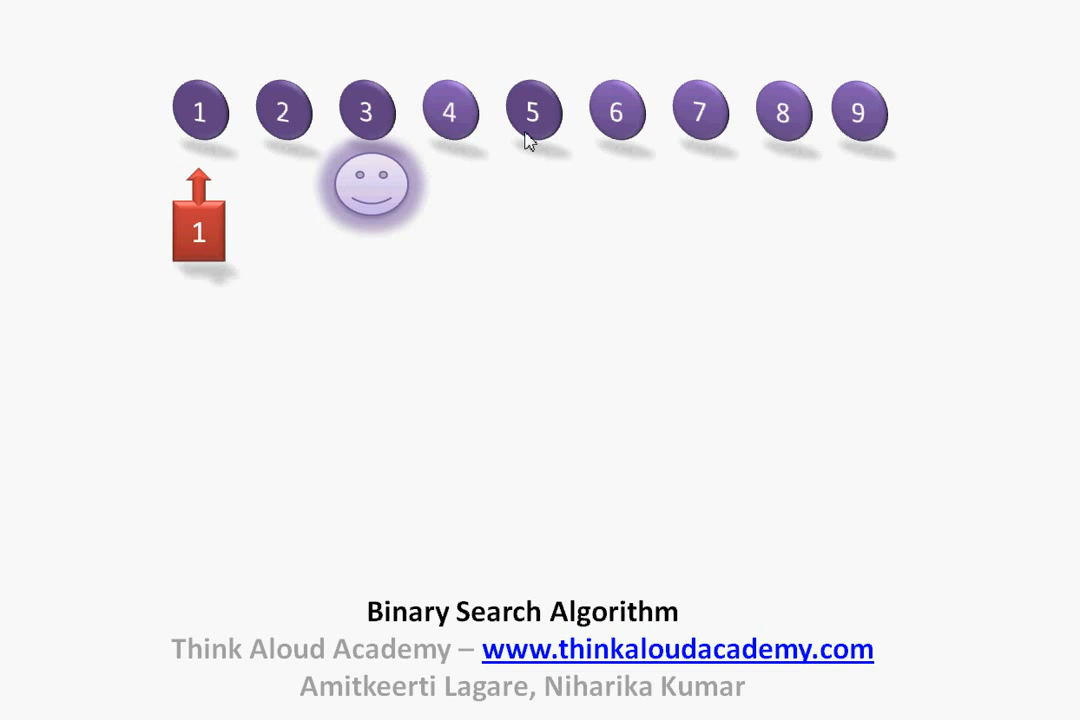 1 2 3 4 5 6 7 8 9
1
Binary Search Algorithm
Think Aloud Academy – www.thinkaloudacademy.com
Amitkeerti Lagare, Niharika Kumar